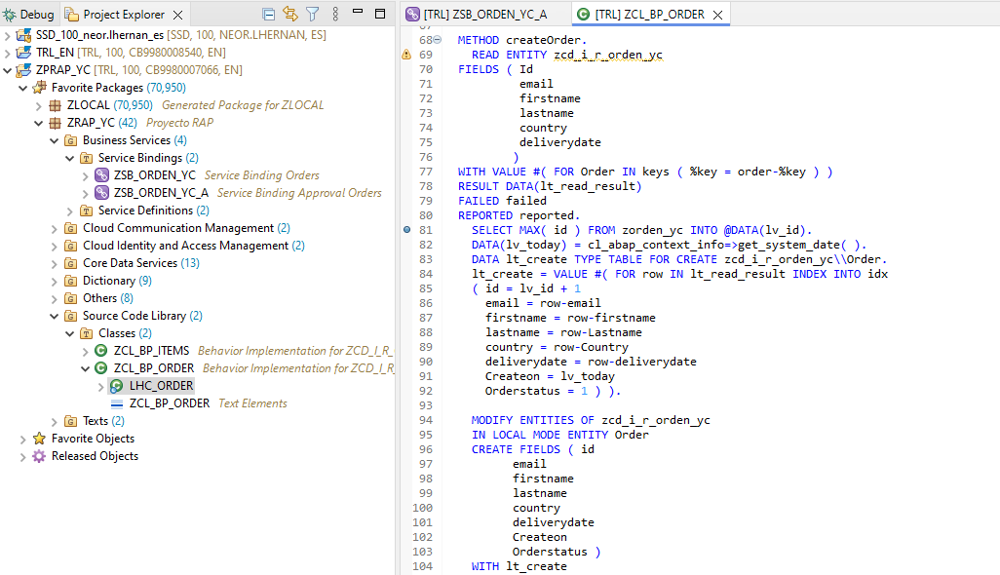 Debug
Project Explorer
SSD_100_neor.lhernan_es [SSD, 100, NEOR.LHERNAN, ES]
TRL_EN [TRL, 100, CB9980008540, EN]
ZPRAP_YC [TRL, 100, CB9980007066, EN]
Favorite Packages (70,950)
ZLOCAL (70,950) Generated Package for ZLOCAL
ZRAP_YC (42) Proyecto RAP
Business Services (4)
Service Bindings (2)
ZSB_ORDEN_YC Service Binding Orders
ZSB_ORDEN_YC_A Service Binding Approval Orders
Service Definitions (2)
Cloud Communication Management (2)
Cloud Identity and Access Management (2)
Core Data Services (13)
Dictionary (9)
Others (8)
Source Code Library (2)
Classes (2)
ZCL_BP_ITEMS Behavior Implementation for ZCD_I_R_
ZCL_BP_ORDER Behavior Implementation for ZCD_I_R_
LHC_ORDER
ZCL_BP_ORDER Text Elements
Texts (2)
Favorite Objects
Released Objects
[TRL] ZSB_ORDEN_YC_A
[TRL] ZCL_BP_ORDER
68 METHOD createOrder.
69 READ ENTITY zcd_i_r_orden_yc
70 FIELDS ( Id
71 email
72 firstname
73 lastname
74 country
75 deliverydate
76 )
77 WITH VALUE #( FOR Order IN keys ( %key = order-%key ) )
78 RESULT DATA(lt_read_result)
79 FAILED failed
80 REPORTED reported.
81 SELECT MAX( id ) FROM zorden_yc INTO @DATA(lv_id).
82 DATA(lv_today) = cl_abap_context_info=>get_system_date( ).
83 DATA lt_create TYPE TABLE FOR CREATE zcd_i_r_orden_yc\\Order.
84 lt_create = VALUE #( FOR row IN lt_read_result INDEX INTO idx
85 ( id = lv_id + 1
86 email = row-email
87 firstname = row-firstname
88 lastname = row-Lastname
89 country = row-Country
90 deliverydate = row-deliverydate
91 Createon = lv_today
92 Orderstatus = 1 ) ).
93
94 MODIFY ENTITIES OF zcd_i_r_orden_yc
95 IN LOCAL MODE ENTITY Order
96 CREATE FIELDS ( id
97 email
98 firstname
99 lastname
100 country
101 deliverydate
102 Createon
103 Orderstatus )
104 WITH lt_create